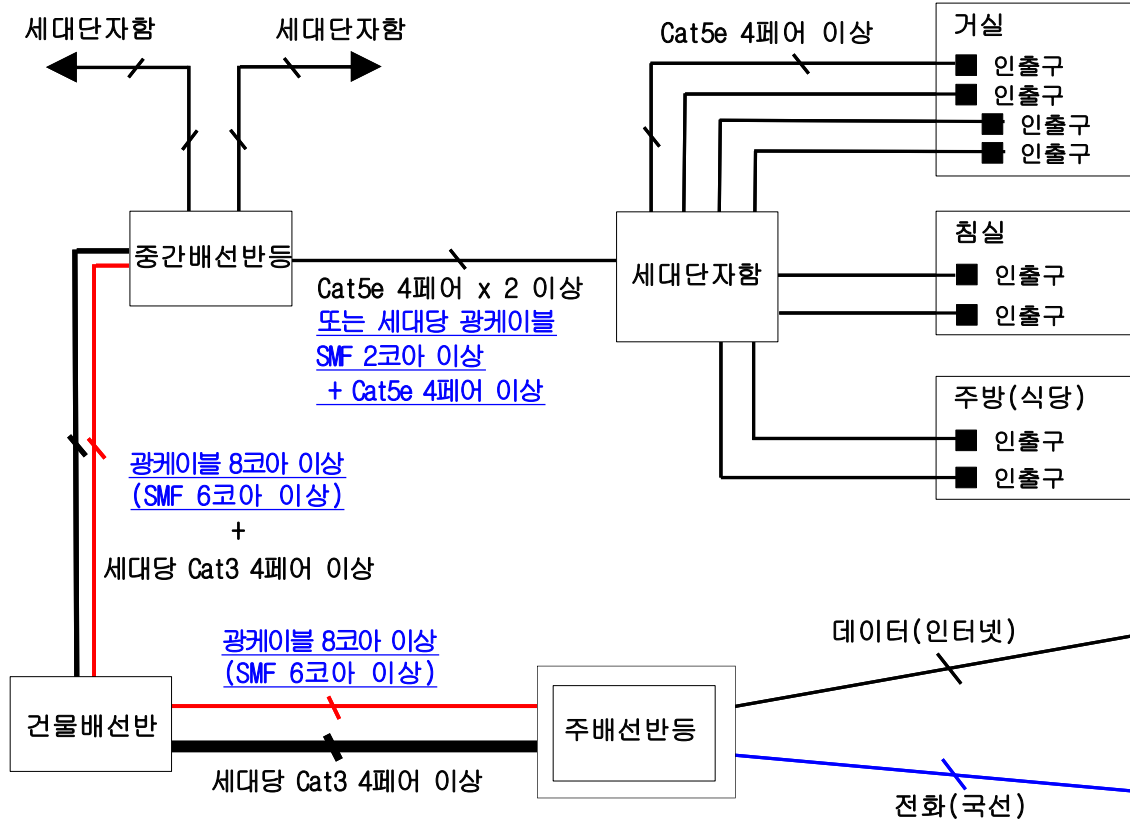 세대단자함
세대단자함
Cat5e 4페어 이상
거실
인출구
인출구
인출구
인출구
중간배선반등
Cat5e 4페어 x 2 이상
또는 세대당 광케이블
SMF 2코아 이상
+ Cat5e 4페어 이상
세대단자함
침실
인출구
인출구
주방(식당)
인출구
인출구
광케이블 8코아 이상
(SMF 6코아 이상)
+
세대당 Cat3 4페어 이상
광케이블 8코아 이상
(SMF 6코아 이상)
데이터(인터넷)
건물배선반
주배선반등
세대당 Cat3 4페어 이상
전화(국선)